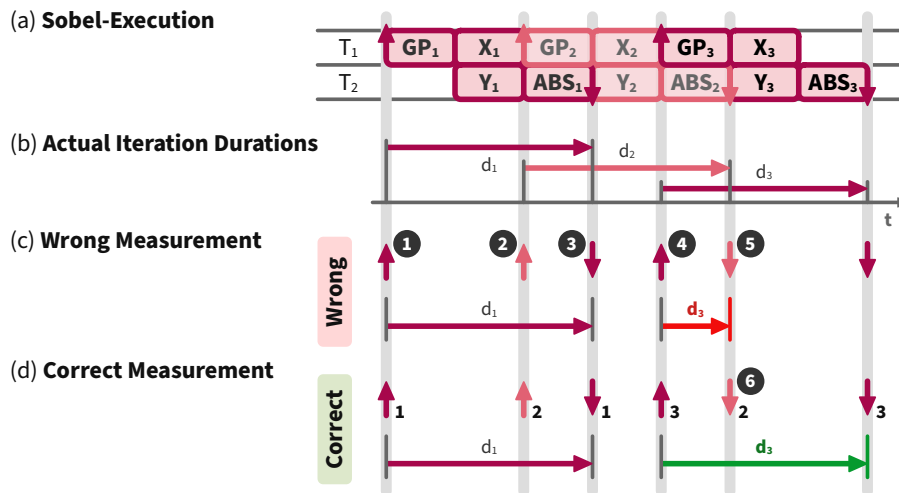 (a) Sobel-Execution
T₁ GP₁ X₁ GP₂ X₂ GP₃ X₃
T₂ Y₁ ABS₁ Y₂ ABS₂ Y₃ ABS₃
t
(b) Actual Iteration Durations
d₁ d₂ d₃
t
(c) Wrong Measurement
1 2 3 4 5
Wrong
d₁ d₃
(d) Correct Measurement
6
Correct
1 2 1 3 2 3
d₁ d₃